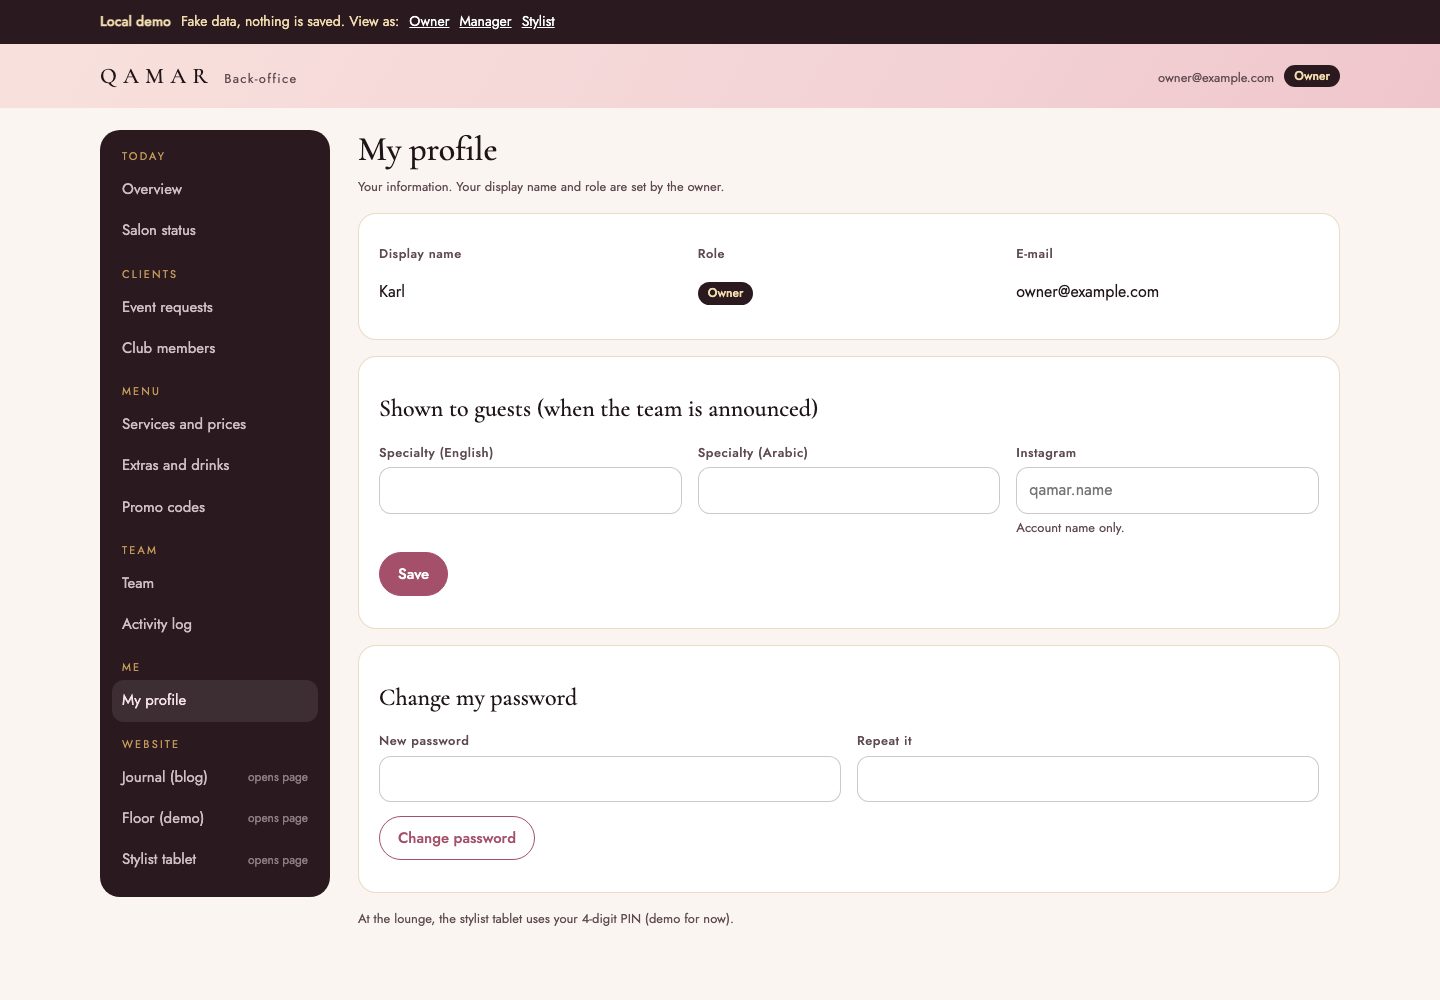 Local demo Fake data, nothing is saved. View as: Owner Manager Stylist
QAMAR Back-office owner@example.com Owner
TODAY
Overview
Salon status
CLIENTS
Event requests
Club members
MENU
Services and prices
Extras and drinks
Promo codes
TEAM
Team
Activity log
ME
My profile
WEBSITE
Journal (blog) opens page
Floor (demo) opens page
Stylist tablet opens page
My profile
Your information. Your display name and role are set by the owner.
Display name Role E-mail
Karl Owner owner@example.com
Shown to guests (when the team is announced)
Specialty (English) Specialty (Arabic) Instagram
qamar.name
Account name only.
Save
Change my password
New password Repeat it
Change password
At the lounge, the stylist tablet uses your 4-digit PIN (demo for now).